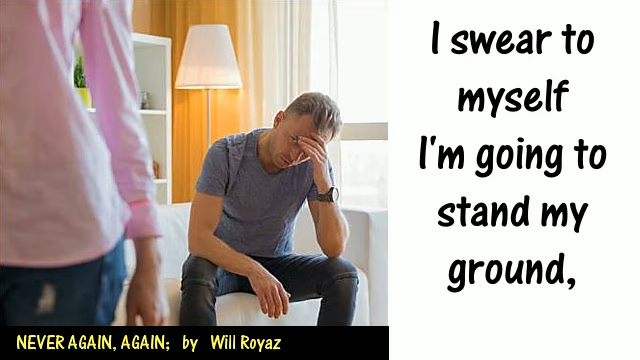 I swear to
myself
I'm going to
stand my
ground,
NEVER AGAIN, AGAIN; by Will Royaz